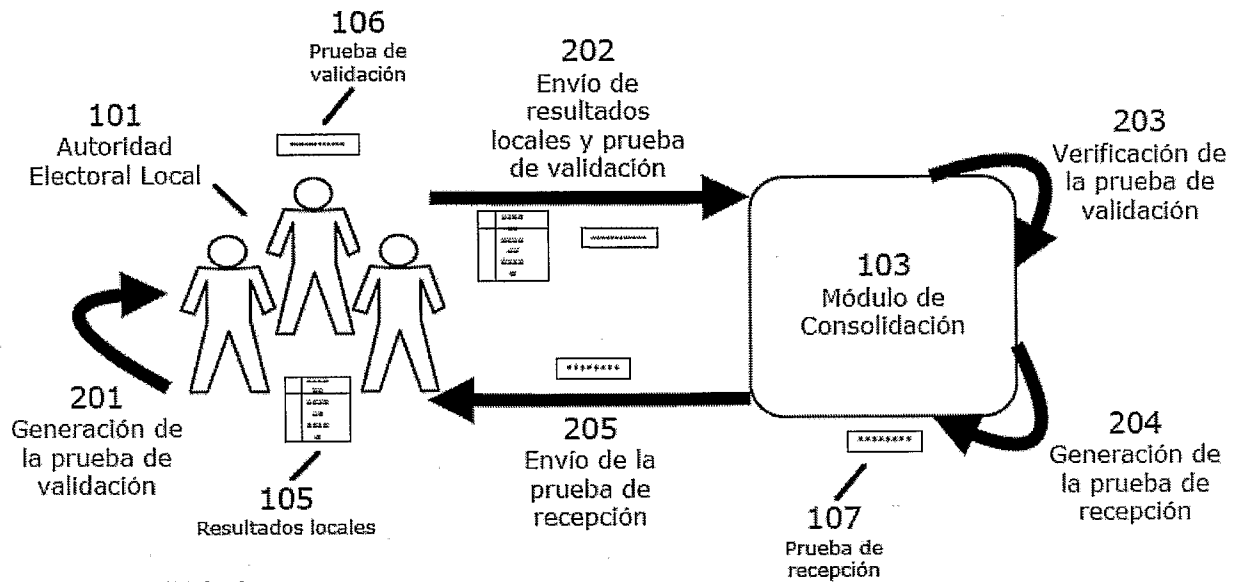 106
Prueba de
validación
202
Envío de
resultados
locales y prueba
de validación
101
Autoridad
Electoral Local
203
Verificación de
la prueba de
validación
103
Módulo de
Consolidación
201
Generación de
la prueba de
validación
105
Resultados locales
********
205
Envío de la
prueba de
recepción
********
107
Prueba de
recepción
204
Generación de
la prueba de
recepción